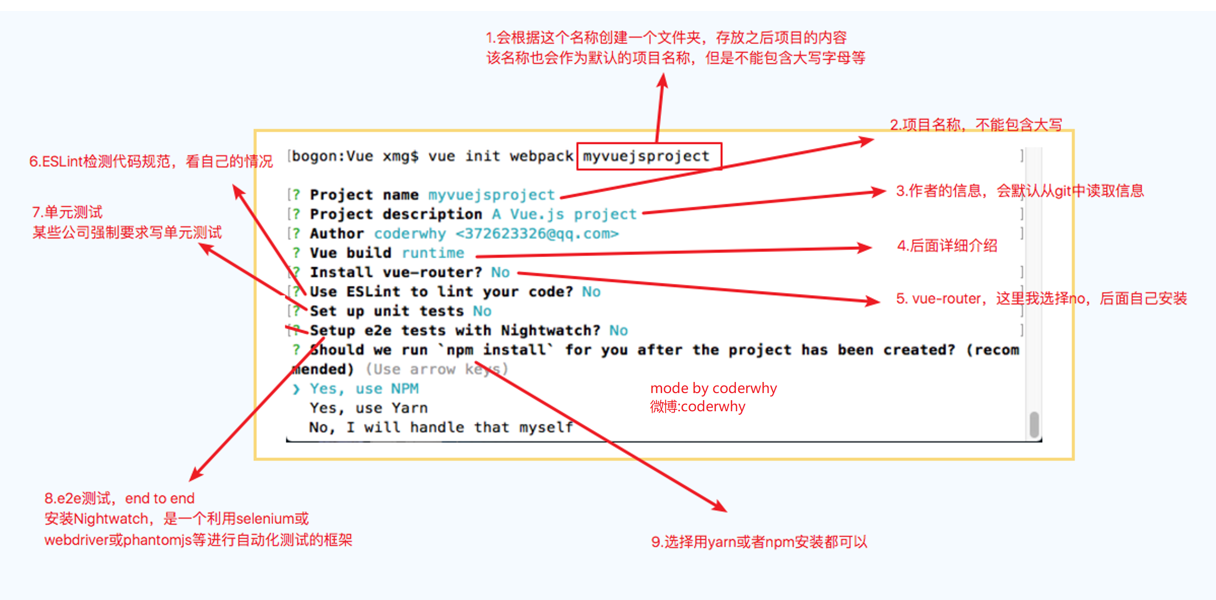 1.会根据这个名称创建一个文件夹，存放之后项目的内容
该名称也会作为默认的项目名称，但是不能包含大写字母等
2.项目名称，不能包含大写
[bogon:Vue xmg$ vue init webpack myvuejsproject ]
6.ESLint检测代码规范，看自己的情况
[? Project name myvuejsproject ]
3.作者的信息，会默认从git中读取信息
[? Project description A Vue.js project ]
7.单元测试
某些公司强制要求写单元测试
[? Author coderwhy <372623326@qq.com> ]
4.后面详细介绍
? Vue build runtime
[? Install vue-router? No ]
[? Use ESLint to lint your code? No ]
5. vue-router，这里我选择no，后面自己安装
[? Set up unit tests No ]
[? Setup e2e tests with Nightwatch? No ]
? Should we run `npm install` for you after the project has been created? (recom
mended) (Use arrow keys)
❯ Yes, use NPM
Yes, use Yarn
No, I will handle that myself
mode by coderwhy
微博:coderwhy
8.e2e测试，end to end
安装Nightwatch，是一个利用selenium或
webdriver或phantomjs等进行自动化测试的框架
9.选择用yarn或者npm安装都可以